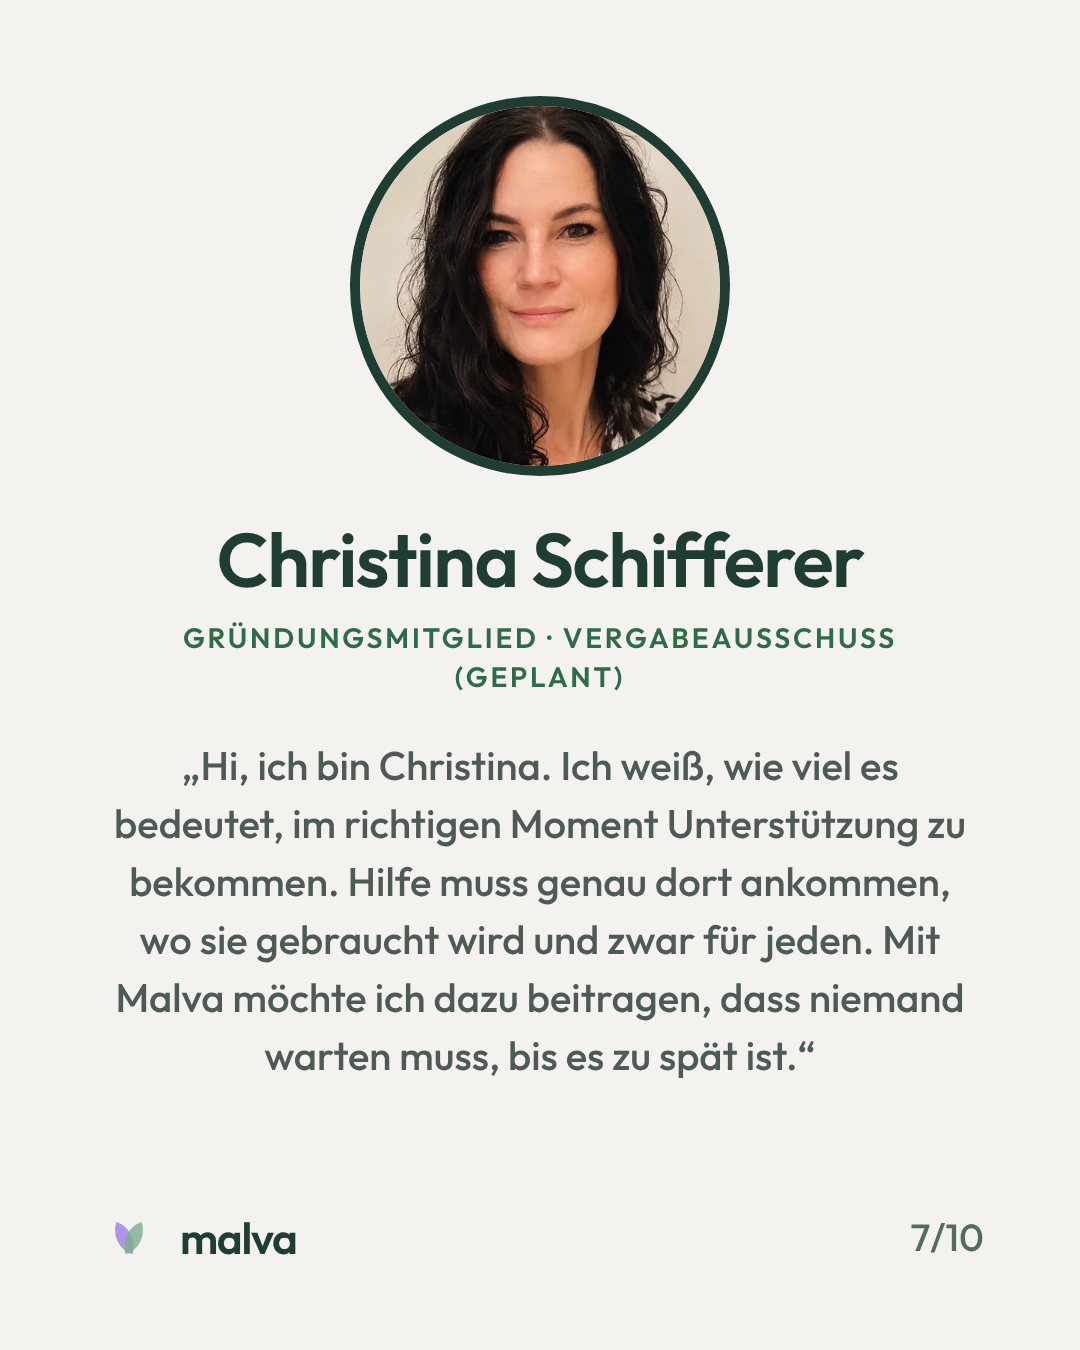 Christina Schifferer
GRÜNDUNGSMITGLIED · VERGABEAUSSCHUSS
(GEPLANT)
„Hi, ich bin Christina. Ich weiß, wie viel es
bedeutet, im richtigen Moment Unterstützung zu
bekommen. Hilfe muss genau dort ankommen,
wo sie gebraucht wird und zwar für jeden. Mit
Malva möchte ich dazu beitragen, dass niemand
warten muss, bis es zu spät ist.“
malva
7/10